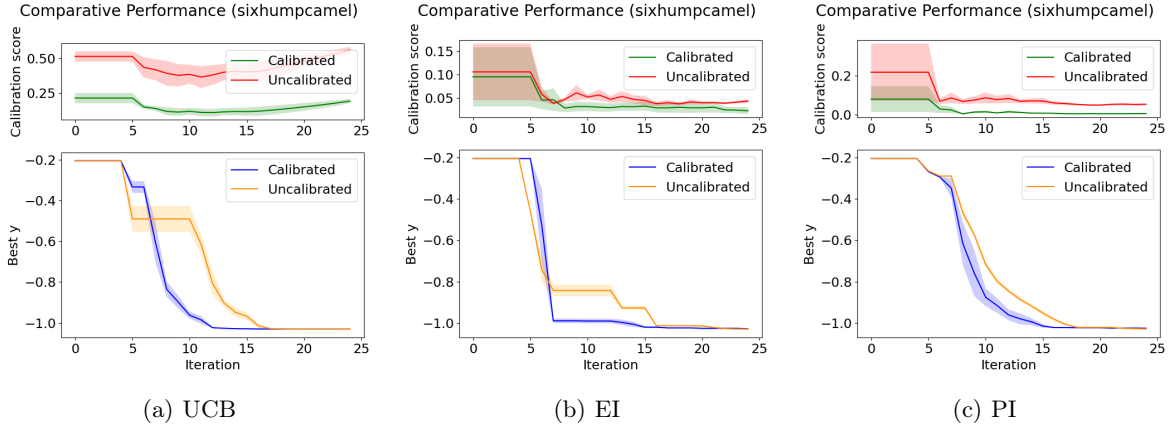 Comparative Performance (sixhumpcamel)
Calibration score
0.50
0.25
Calibrated
Uncalibrated
0
5
10
15
20
25
Best y
−0.2
−0.4
−0.6
−0.8
−1.0
Calibrated
Uncalibrated
0
5
10
15
20
25
Iteration
(a) UCB
Comparative Performance (sixhumpcamel)
Calibration score
0.15
0.10
0.05
Calibrated
Uncalibrated
0
5
10
15
20
25
Best y
−0.2
−0.4
−0.6
−0.8
−1.0
Calibrated
Uncalibrated
0
5
10
15
20
25
Iteration
(b) EI
Comparative Performance (sixhumpcamel)
Calibration score
0.2
0.0
Calibrated
Uncalibrated
0
5
10
15
20
25
Best y
−0.2
−0.4
−0.6
−0.8
−1.0
Calibrated
Uncalibrated
0
5
10
15
20
25
Iteration
(c) PI